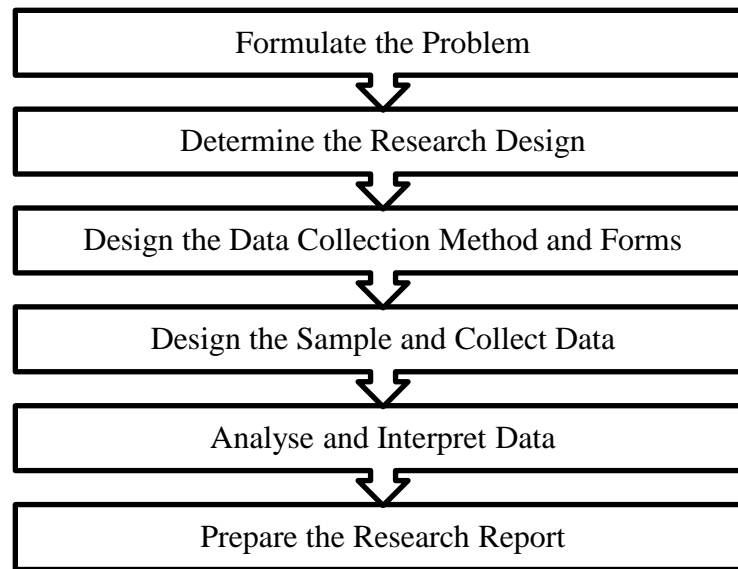 Formulate the Problem
Determine the Research Design
Design the Data Collection Method and Forms
Design the Sample and Collect Data
Analyse and Interpret Data
Prepare the Research Report